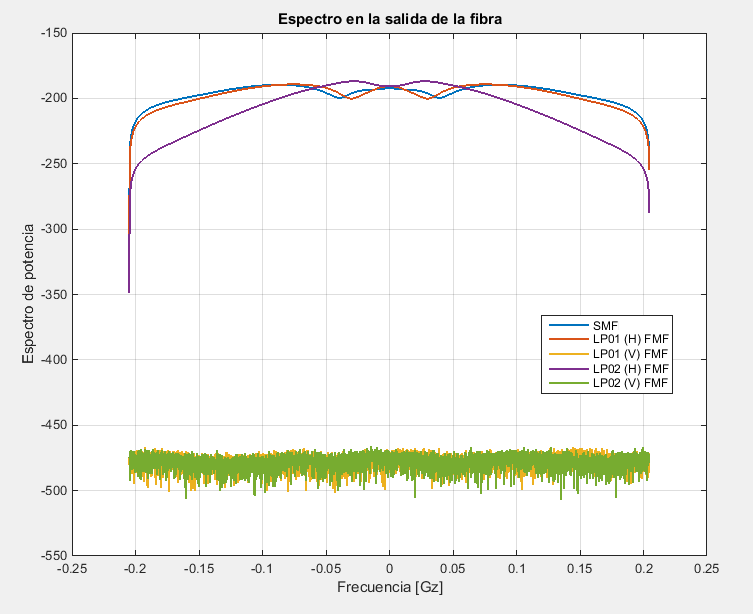 Espectro en la salida de la fibra
Espectro de potencia
-150
-200
-250
-300
-350
-400
-450
-500
-550
SMF
LP01 (H) FMF
LP01 (V) FMF
LP02 (H) FMF
LP02 (V) FMF
-0.25 -0.2 -0.15 -0.1 -0.05 0 0.05 0.1 0.15 0.2 0.25
Frecuencia [Gz]